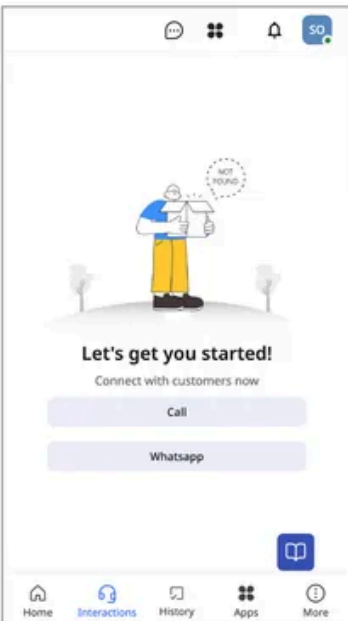 SO
NOT
FOUND
Let's get you started!
Connect with customers now
Call
Whatsapp
Home
Interactions
History
Apps
More